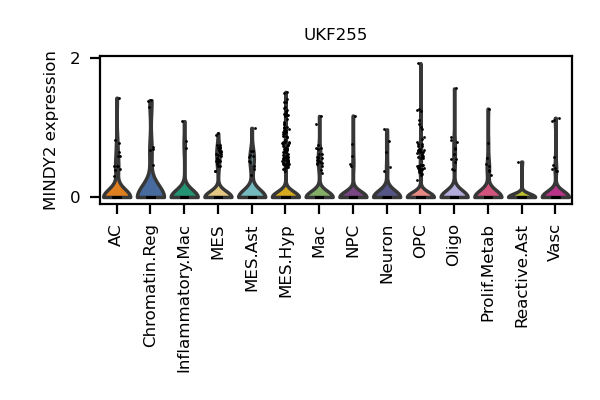 UKF255
MINDY2 expression
2
0
AC
Chromatin.Reg
Inflammatory.Mac
MES
MES.Ast
MES.Hyp
Mac
NPC
Neuron
OPC
Oligo
Prolif.Metab
Reactive.Ast
Vasc